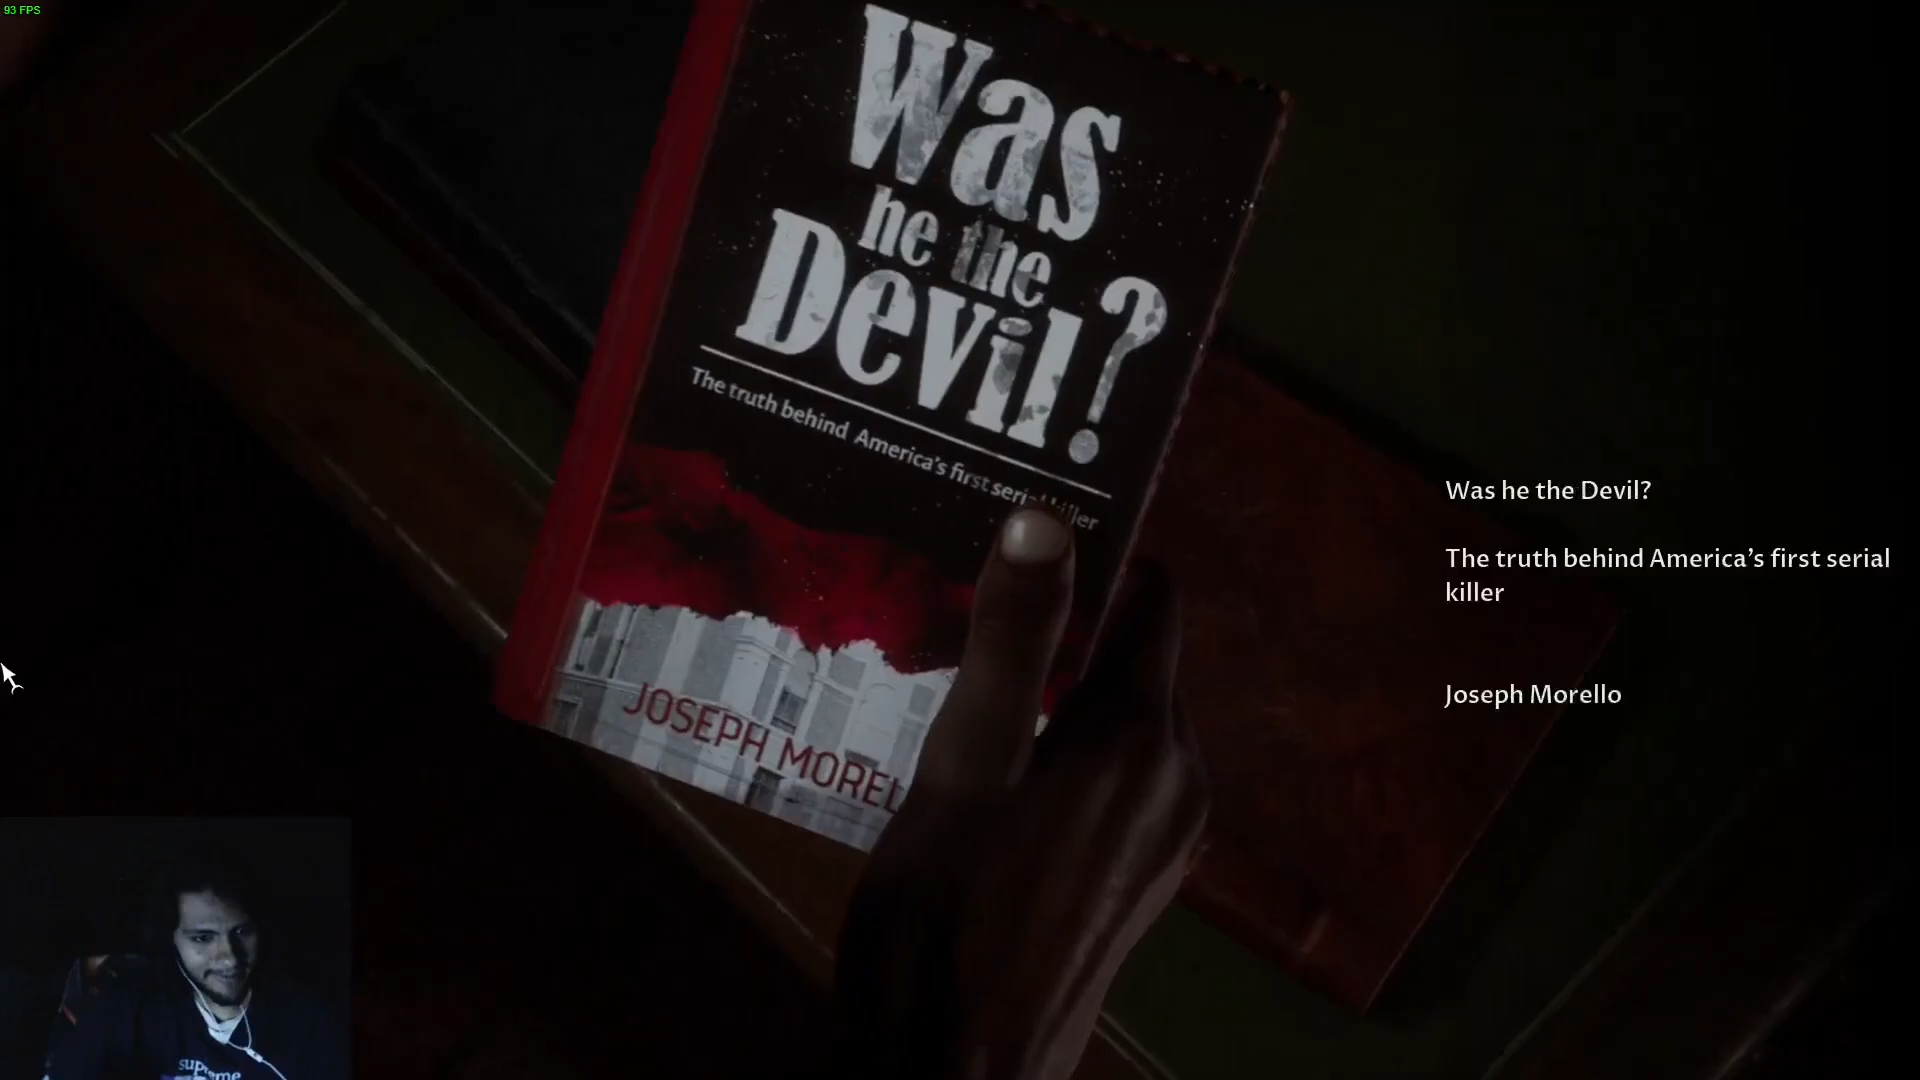 93 FPS
Was
he the
Devil?
The truth behind America's first serial killer
JOSEPH MOREL
Was he the Devil?
The truth behind America’s first serial
killer
Joseph Morello
supreme